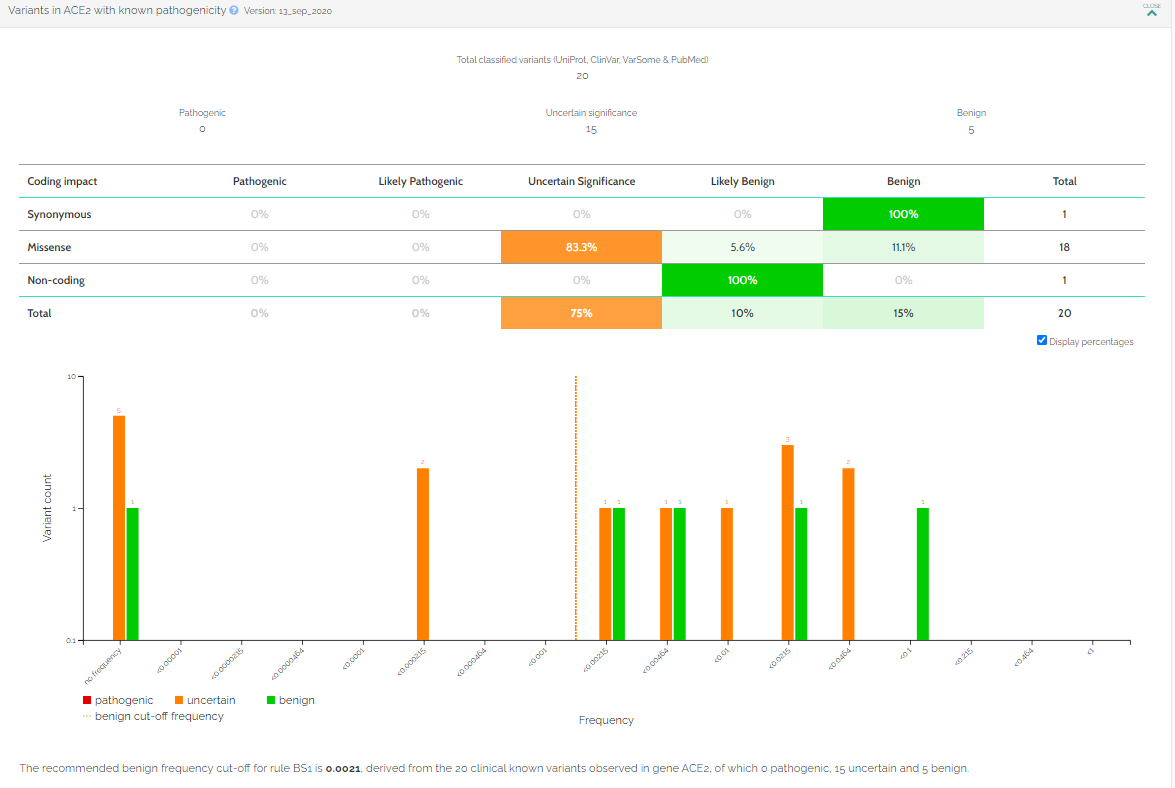 Variants in ACE2 with known pathogenicity ? Version: 13_sep_2020
CLOSE
Total classified variants (UniProt, ClinVar, VarSome & PubMed)
20
Pathogenic Uncertain significance Benign
0 15 5
Coding impact Pathogenic Likely Pathogenic Uncertain Significance Likely Benign Benign Total
Synonymous 0% 0% 0% 0% 100% 1
Missense 0% 0% 83.3% 5.6% 11.1% 18
Non-coding 0% 0% 0% 100% 0% 1
Total 0% 0% 75% 10% 15% 20
Display percentages
10
5
3
2 2
1 1 1 1 1 1 1 1 1
1
Variant count
0.1
no frequency <0.00001 <0.0000215 <0.0000464 <0.0001 <0.000215 <0.000464 <0.001 <0.00215 <0.00464 <0.01 <0.0215 <0.0464 <0.1 <0.215 <0.464 <1
pathogenic uncertain benign
benign cut-off frequency
Frequency
The recommended benign frequency cut-off for rule BS1 is 0.0021, derived from the 20 clinical known variants observed in gene ACE2, of which 0 pathogenic, 15 uncertain and 5 benign.